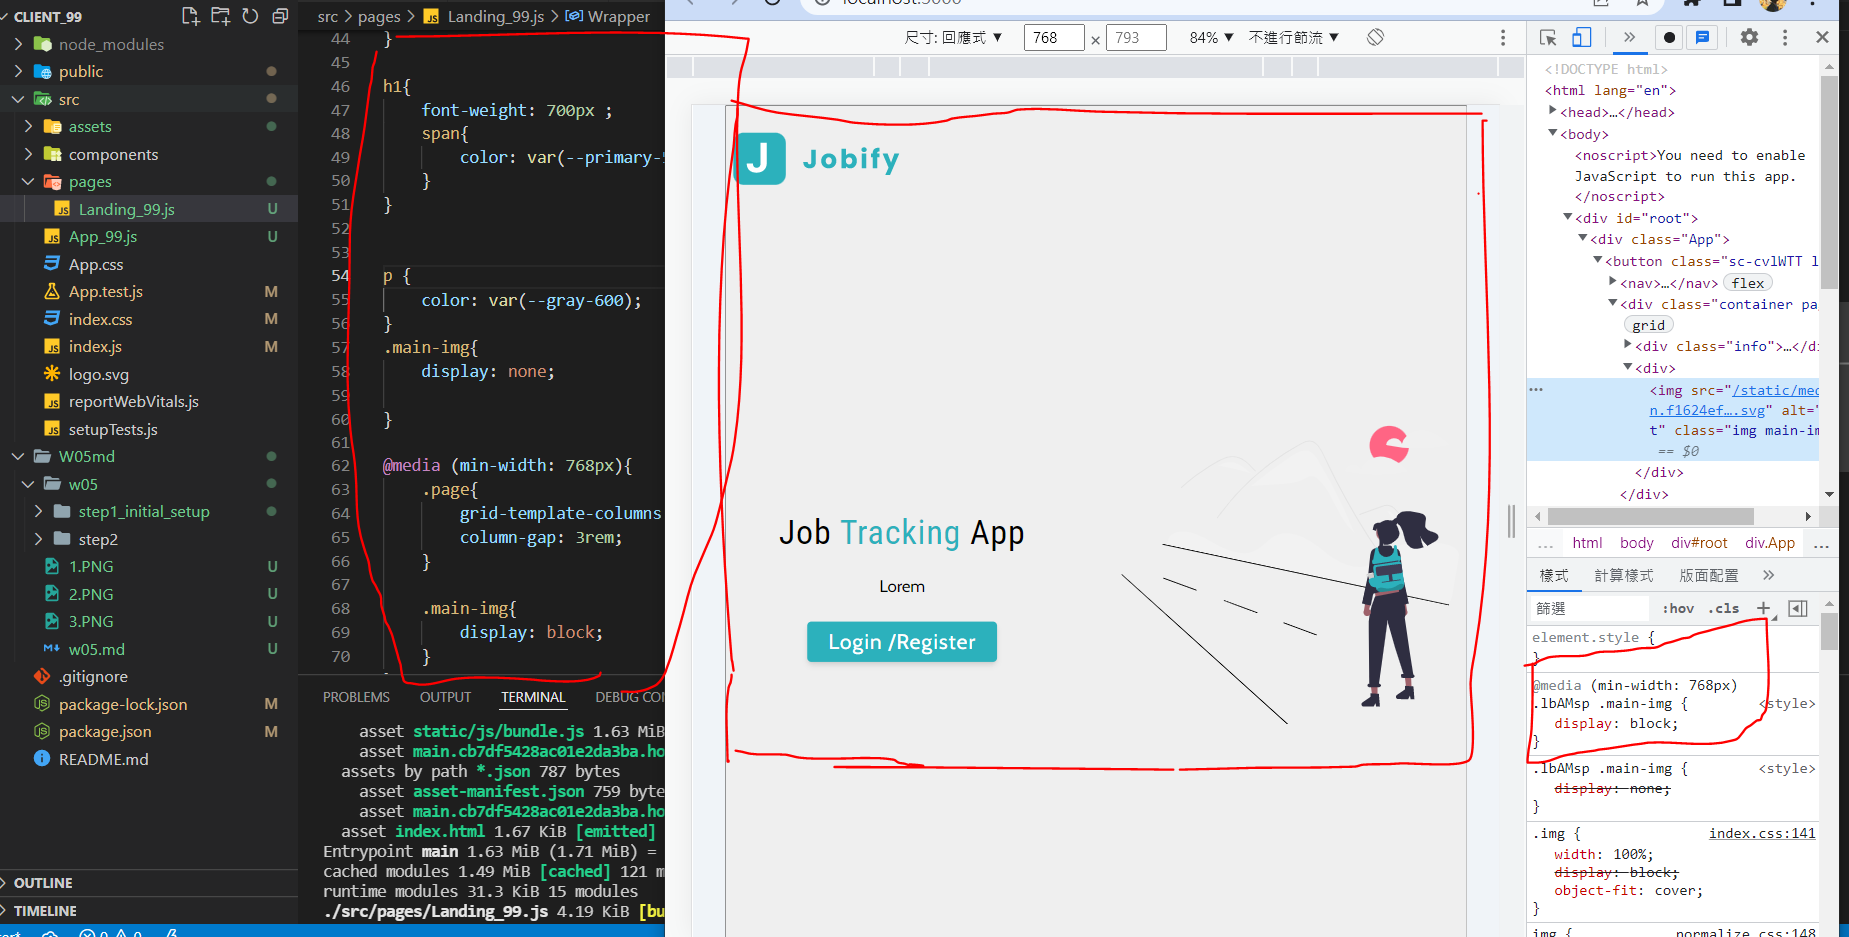 CLIENT_99
node_modules
public
src
assets
components
pages
Landing_99.js U
App_99.js U
App.css
App.test.js M
index.css M
index.js M
logo.svg
reportWebVitals.js
setupTests.js
W05md
w05
step1_initial_setup
step2
1.PNG U
2.PNG U
3.PNG U
w05.md U
.gitignore
package-lock.json M
package.json M
README.md
OUTLINE
TIMELINE
src > pages > Landing_99.js > Wrapper
44 }
45
46 h1{
47 font-weight: 700px ;
48 span{
49 color: var(--primary-
50 }
51 }
52
53
54 p {
55 color: var(--gray-600);
56 }
57 .main-img{
58 display: none;
59
60 }
61
62 @media (min-width: 768px){
63 .page{
64 grid-template-columns
65 column-gap: 3rem;
66 }
67
68 .main-img{
69 display: block;
70 }
PROBLEMS OUTPUT TERMINAL DEBUG CON
asset static/js/bundle.js 1.63 MiB
asset main.cb7df5428ac01e2da3ba.ho
assets by path *.json 787 bytes
asset asset-manifest.json 759 byte
asset main.cb7df5428ac01e2da3ba.ho
asset index.html 1.67 KiB [emitted]
Entrypoint main 1.63 MiB (1.71 MiB) =
cached modules 1.49 MiB [cached] 121 m
runtime modules 31.3 KiB 15 modules
./src/pages/Landing_99.js 4.19 KiB [bu
尺寸: 回應式 ▼ 768 × 793 84% ▼ 不進行節流 ▼
J Jobify
Job Tracking App
Lorem
Login /Register
<!DOCTYPE html>
<html lang="en">
<head>…</head>
<body>
<noscript>You need to enable
JavaScript to run this app.
</noscript>
<div id="root">
<div class="App">
<button class="sc-cvlWTT l
<nav>…</nav> flex
<div class="container pa
grid
<div class="info">…</di
<div>
<img src="/static/med
n.f1624ef….svg" alt="
t" class="img main-im
== $0
</div>
</div>
... html body div#root div.App ...
樣式 計算樣式 版面配置 »
篩選 :hov .cls +
element.style {
}
@media (min-width: 768px)
.lbAMsp .main-img { <style>
display: block;
}
.lbAMsp .main-img { <style>
display: none;
}
.img { index.css:141
width: 100%;
display: block;
object-fit: cover;
}
img { normalize.css:148